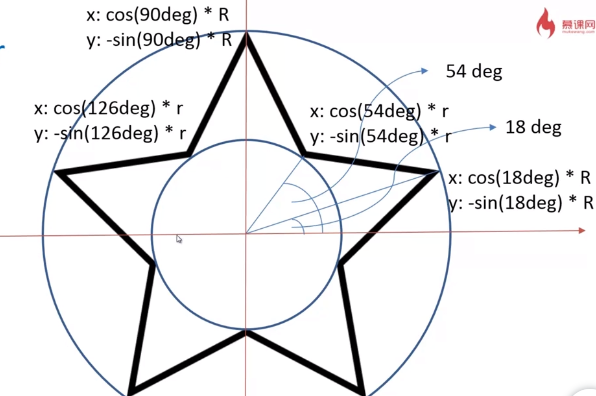 x: cos(90deg) * R
y: -sin(90deg) * R
慕课网
r
54 deg
x: cos(126deg) * r
y: -sin(126deg) * r
x: cos(54deg) * r
y: -sin(54deg) * r
18 deg
x: cos(18deg) * R
y: -sin(18deg) * R